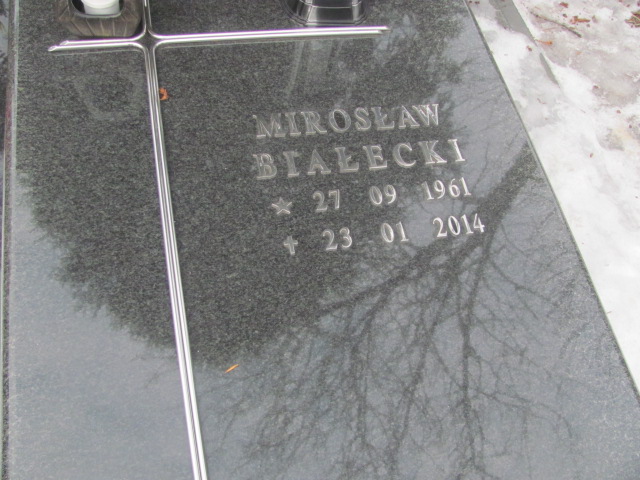 MIROSŁAW
BIAŁECKI
★ 27 09 1961
✝ 23 01 2014